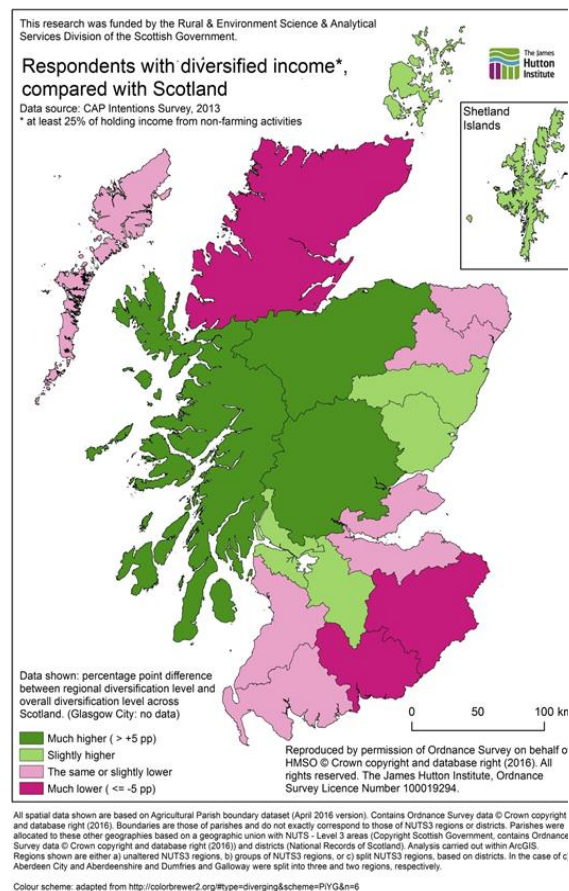 This research was funded by the Rural & Environment Science & Analytical
Services Division of the Scottish Government.
The James
Hutton
Institute
Respondents with diversified income*,
compared with Scotland
Data source: CAP Intentions Survey, 2013
* at least 25% of holding income from non-farming activities
Shetland
Islands
Data shown: percentage point difference
between regional diversification level and
overall diversification level across
Scotland. (Glasgow City: no data)
Much higher ( > +5 pp)
Slightly higher
The same or slightly lower
Much lower ( <= -5 pp)
0 50 100 km
Reproduced by permission of Ordnance Survey on behalf of
HMSO © Crown copyright and database right (2016). All
rights reserved. The James Hutton Institute, Ordnance
Survey Licence Number 100019294.
All spatial data shown are based on Agricultural Parish boundary dataset (April 2016 version). Contains Ordnance Survey data © Crown copyright
and database right (2016). Boundaries are those of parishes and do not exactly correspond to those of NUTS3 regions or districts. Parishes were
allocated to these other geographies based on a geographic union with NUTS - Level 3 areas (Copyright Scottish Government, contains Ordnance
Survey data © Crown copyright and database right (2016)) and districts (National Records of Scotland). Analysis carried out within ArcGIS.
Regions shown are either a) unaltered NUTS3 regions, b) groups of NUTS3 regions, or c) split NUTS3 regions, based on districts. In the case of c)
Aberdeen City and Aberdeenshire and Dumfries and Galloway were split into three and two regions, respectively.
Colour scheme: adapted from http://colorbrewer2.org/#type=diverging&scheme=PiYG&n=6